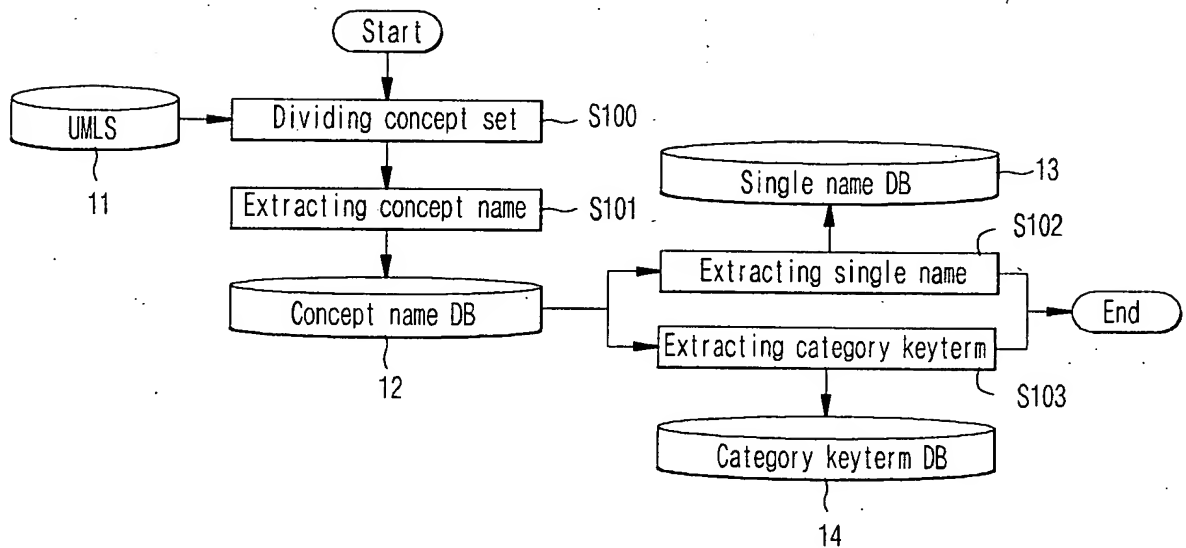 Start
UMLS
11
Dividing concept set
S100
Extracting concept name
S101
Concept name DB
12
Single name DB
13
Extracting single name
S102
Extracting category keyterm
S103
Category keyterm DB
14
End